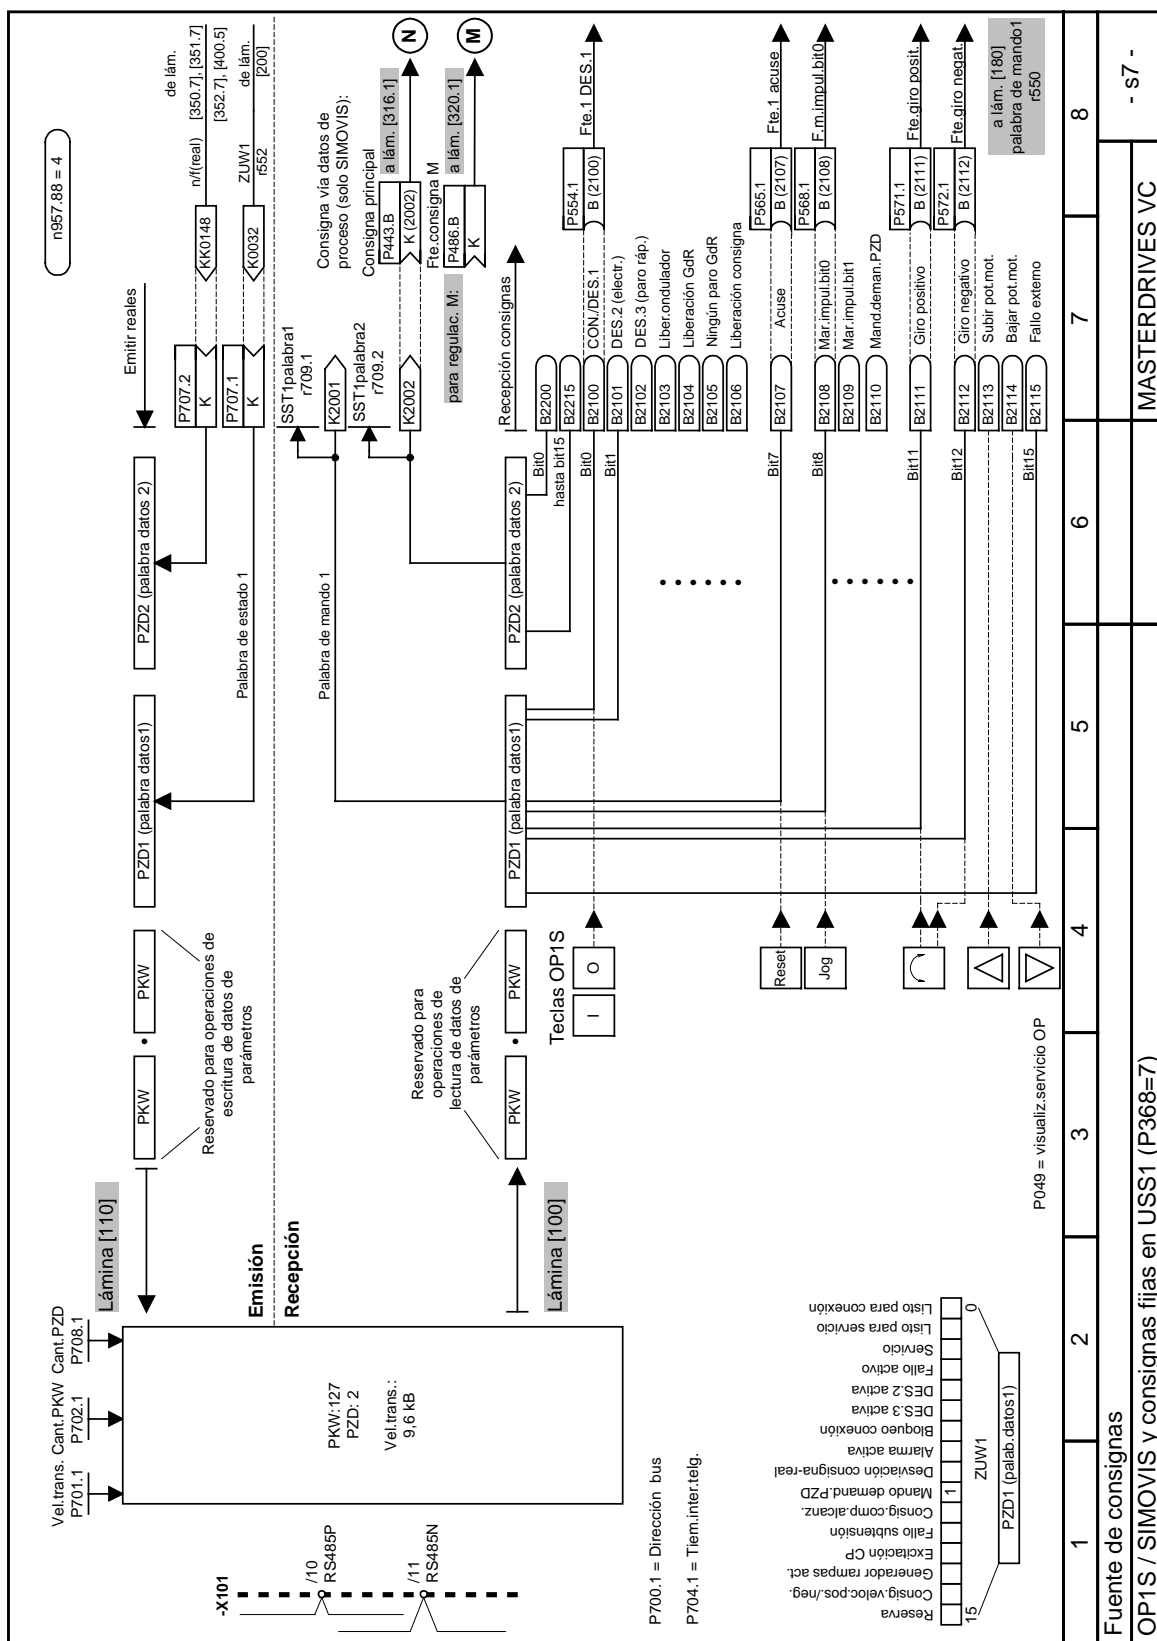 n957.88 = 4
Vel.trans.
P701.1
Cant.PKW
P702.1
Cant.PZD
P708.1
Lámina [110]
PKW
PKW
Reservado para operaciones de
escritura de datos de
parámetros
PZD1 (palabra datos1)
PZD2 (palabra datos 2)
Emitir reales
P707.2
K
KK0148
n/f(real)
de lám.
[350.7], [351.7]
[352.7], [400.5]
P707.1
K
K0032
ZUW1
r552
de lám.
[200]
Palabra de estado 1
Emisión
Recepción
PKW:127
PZD: 2
Vel.trans.:
9,6 kB
-X101
/10
RS485P
/11
RS485N
SST1palabra1
r709.1
K2001
Palabra de mando 1
SST1palabra2
r709.2
K2002
Consigna vía datos de
proceso (solo SIMOVIS):
Consigna principal
P443.B
K (2002)
a lám. [316.1]
N
para regulac. M:
Fte.consigna M
P486.B
K
a lám. [320.1]
M
Lámina [100]
PKW
PKW
Reservado para
operaciones de
lectura de datos de
parámetros
PZD1 (palabra datos1)
PZD2 (palabra datos 2)
Recepción consignas
Bit0
B2200
hasta bit15
B2215
Teclas OP1S
I
O
Bit0
B2100
CON./DES.1
P554.1
B (2100)
Fte.1 DES.1
Bit1
B2101
DES.2 (electr.)
B2102
DES.3 (paro ráp.)
B2103
Liber.ondulador
B2104
Liberación GdR
B2105
Ningún paro GdR
B2106
Liberación consigna
Reset
Bit7
B2107
Acuse
P565.1
B (2107)
Fte.1 acuse
Jog
Bit8
B2108
Mar.impul.bit0
P568.1
B (2108)
F.m.impul.bit0
B2109
Mar.impul.bit1
B2110
Mand.deman.PZD
Bit11
B2111
Giro positivo
P571.1
B (2111)
Fte.giro posit.
Bit12
B2112
Giro negativo
P572.1
B (2112)
Fte.giro negat.
B2113
Subir pot.mot.
B2114
Bajar pot.mot.
Bit15
B2115
Fallo externo
a lám. [180]
palabra de mando1
r550
P700.1 = Dirección bus
P704.1 = Tiem.inter.telg.
P049 = visualiz.servicio OP
Reserva
Consig.veloc.pos./neg.
Generador rampas act.
Excitación CP
Fallo subtensión
Consig.comp.alcanz.
Mando demand.PZD
Desviación consigna-real
Alarma activa
Bloqueo conexión
DES.3 activa
DES.2 activa
Fallo activo
Servicio
Listo para servicio
Listo para conexión
1
15
ZUW1
0
PZD1 (palab.datos1)
1
2
3
4
5
6
7
8
Fuente de consignas
OP1S / SIMOVIS y consignas fijas en USS1 (P368=7)
MASTERDRIVES VC
- s7 -